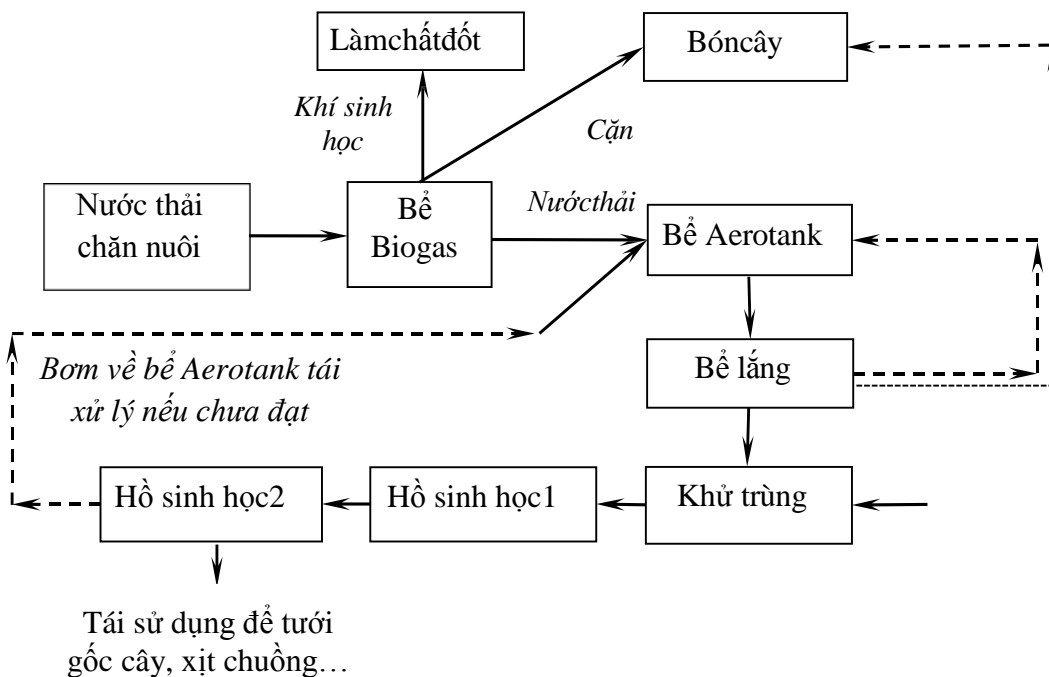 Làmchấtđốt
Bóncây
Khí sinh
học
Cặn
Nước thải
chăn nuôi
Bể
Biogas
Nướcthải
Bể Aerotank
Bơm về bể Aerotank tái
xử lý nếu chưa đạt
Bể lắng
Hồ sinh học2
Hồ sinh học1
Khử trùng
Tái sử dụng để tưới
gốc cây, xịt chuồng…